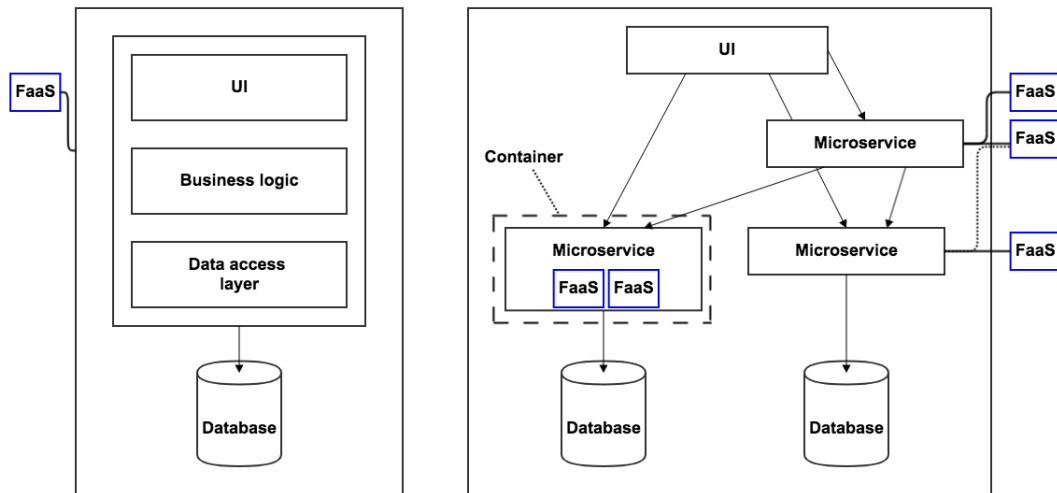 FaaS
UI
Business logic
Data access
layer
Database
UI
FaaS
FaaS
Microservice
Container
Microservice
FaaS FaaS
Microservice
FaaS
Database
Database